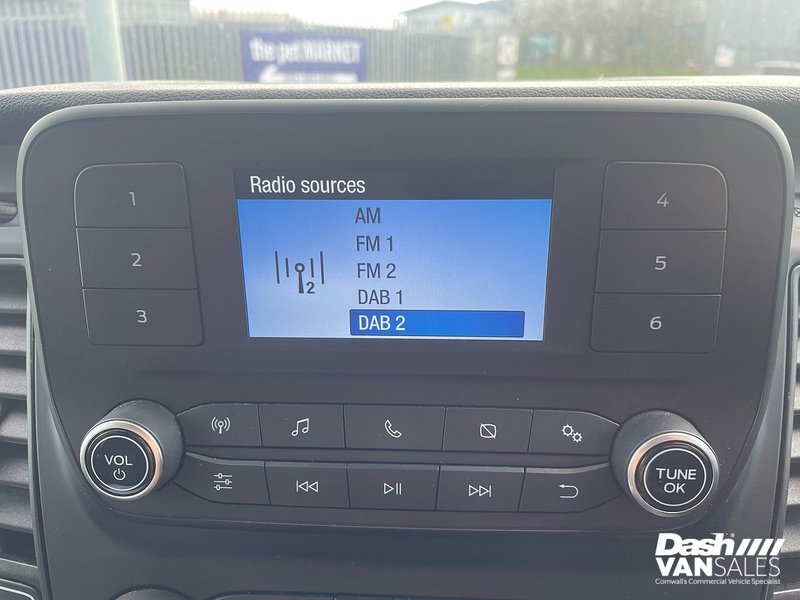 the pet MARKET
Radio sources
AM
FM 1
FM 2
DAB 1
DAB 2
2
1
2
3
4
5
6
VOL
TUNE
OK
Dash
VANSALES
Cornwall's Commercial Vehicle Specialist